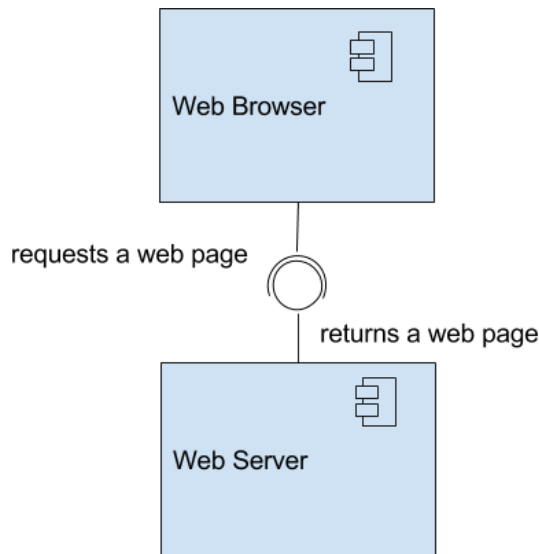 Web Browser
requests a web page
returns a web page
Web Server